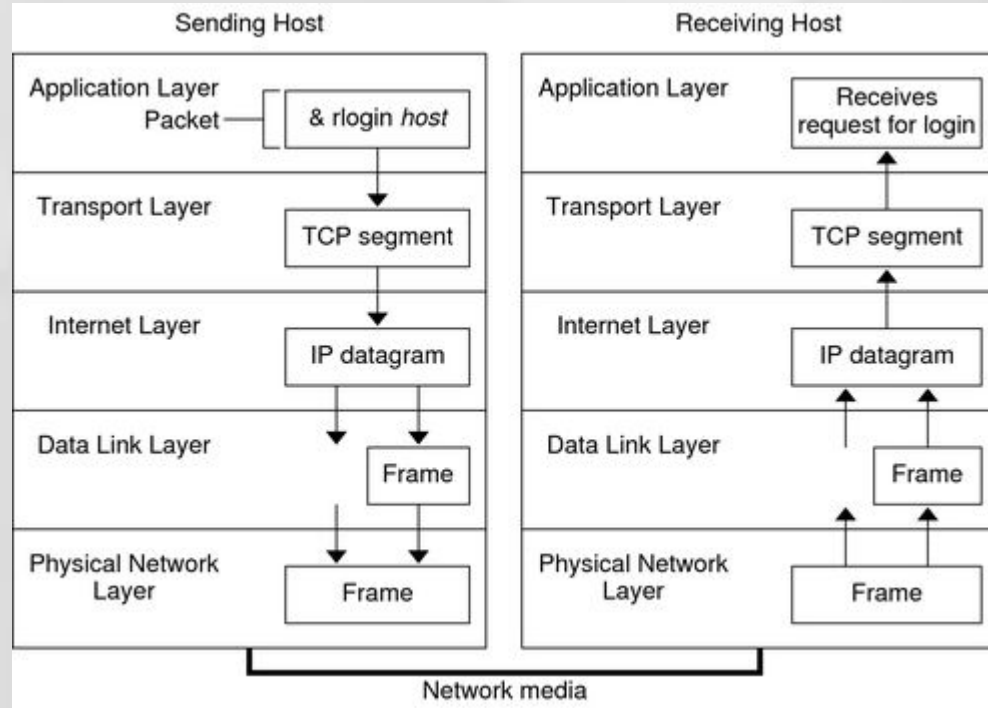 Sending Host
Application Layer
Packet
& rlogin host
Transport Layer
TCP segment
Internet Layer
IP datagram
Data Link Layer
Frame
Physical Network
Layer
Frame
Receiving Host
Application Layer
Receives
request for login
Transport Layer
TCP segment
Internet Layer
IP datagram
Data Link Layer
Frame
Physical Network
Layer
Frame
Network media